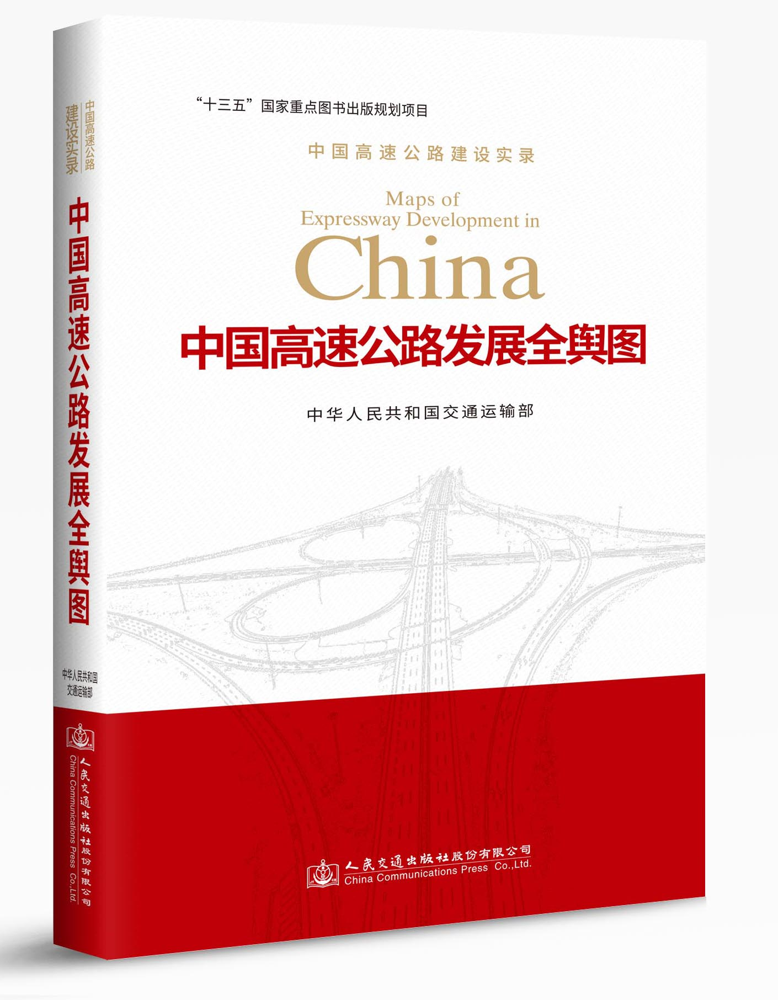 “十三五”国家重点图书出版规划项目
中国高速公路建设实录
Maps of
Expressway Development in
China
中国高速公路发展全舆图
中华人民共和国交通运输部
人民交通出版社股份有限公司
China Communications Press Co.,Ltd.
JT CB
中国高速公路
建设实录
中国高速公路发展全舆图
中华人民共和国
交通运输部
JT CB
人民交通出版社股份有限公司
China Communications Press Co.,Ltd.